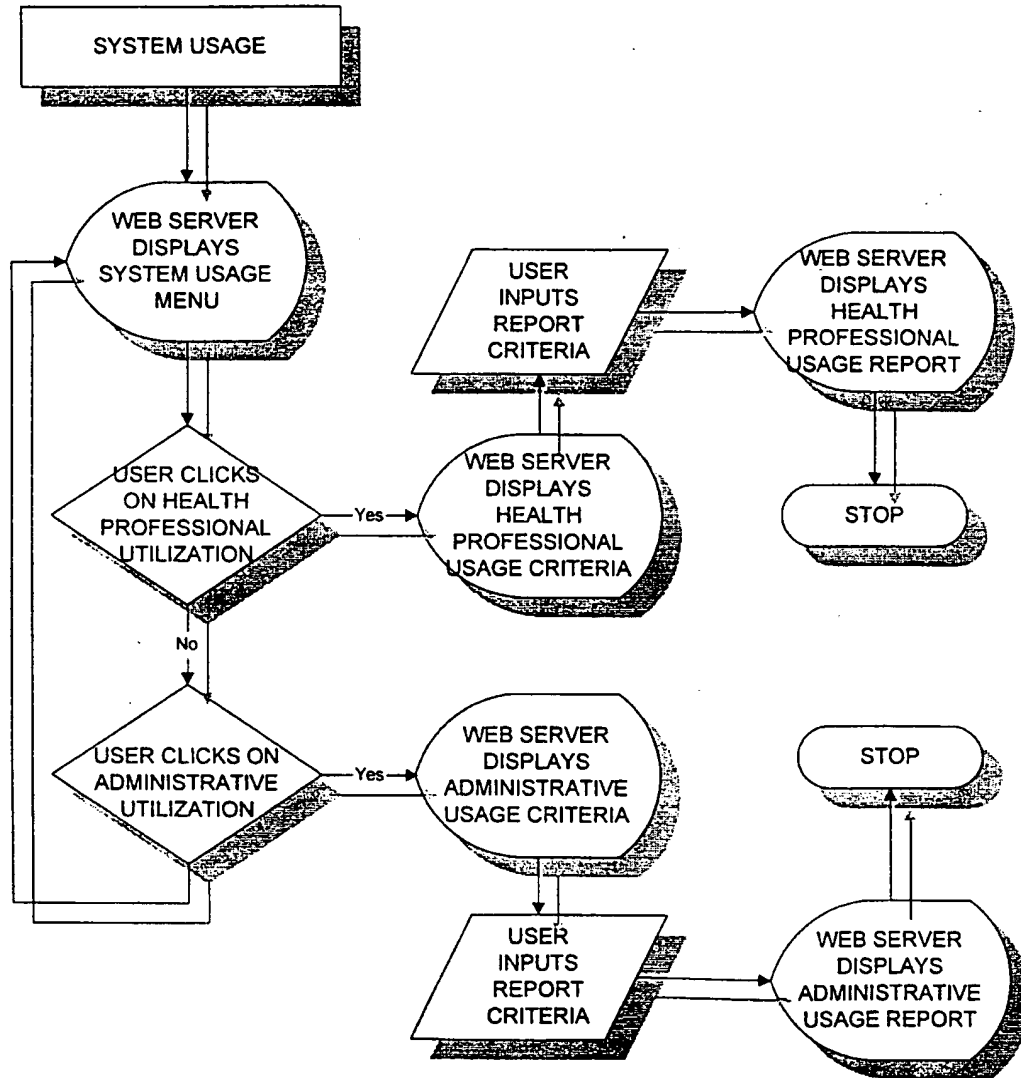 SYSTEM USAGE
WEB SERVER
DISPLAYS
SYSTEM USAGE
MENU
USER CLICKS
ON HEALTH
PROFESSIONAL
UTILIZATION
Yes
WEB SERVER
DISPLAYS
HEALTH
PROFESSIONAL
USAGE CRITERIA
USER
INPUTS
REPORT
CRITERIA
WEB SERVER
DISPLAYS
HEALTH
PROFESSIONAL
USAGE REPORT
STOP
No
USER CLICKS ON
ADMINISTRATIVE
UTILIZATION
Yes
WEB SERVER
DISPLAYS
ADMINISTRATIVE
USAGE CRITERIA
USER
INPUTS
REPORT
CRITERIA
WEB SERVER
DISPLAYS
ADMINISTRATIVE
USAGE REPORT
STOP